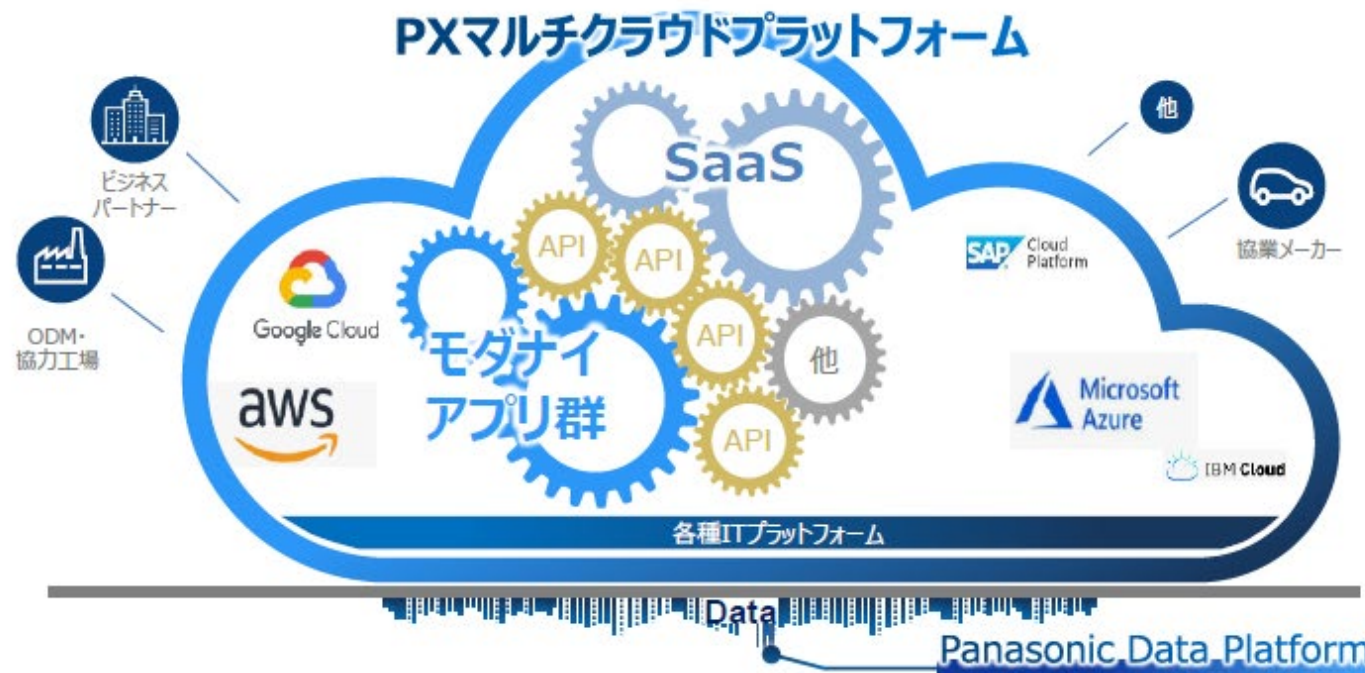 PXマルチクラウドプラットフォーム
ビジネス
パートナー
ODM・
協力工場
他
協業メーカー
SaaS
API
API
API
API
他
モダナイ
アプリ群
Google Cloud
aws
SAP Cloud
Platform
Microsoft
Azure
IBM Cloud
各種ITプラットフォーム
Data
Panasonic Data Platform